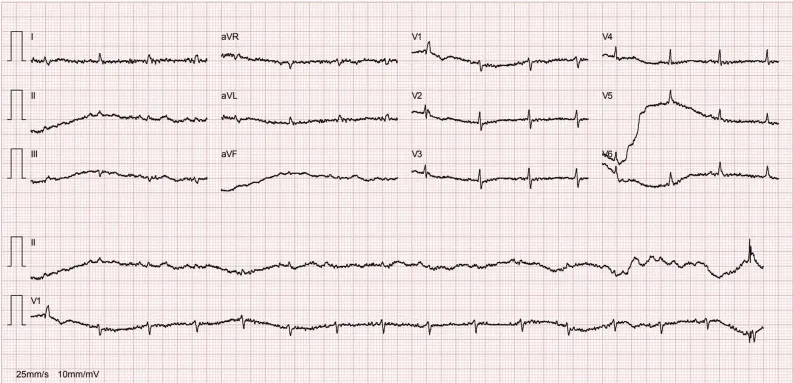 I aVR V1 V4
II aVL V2 V5
III aVF V3 V6
II
V1
25mm/s 10mm/mV